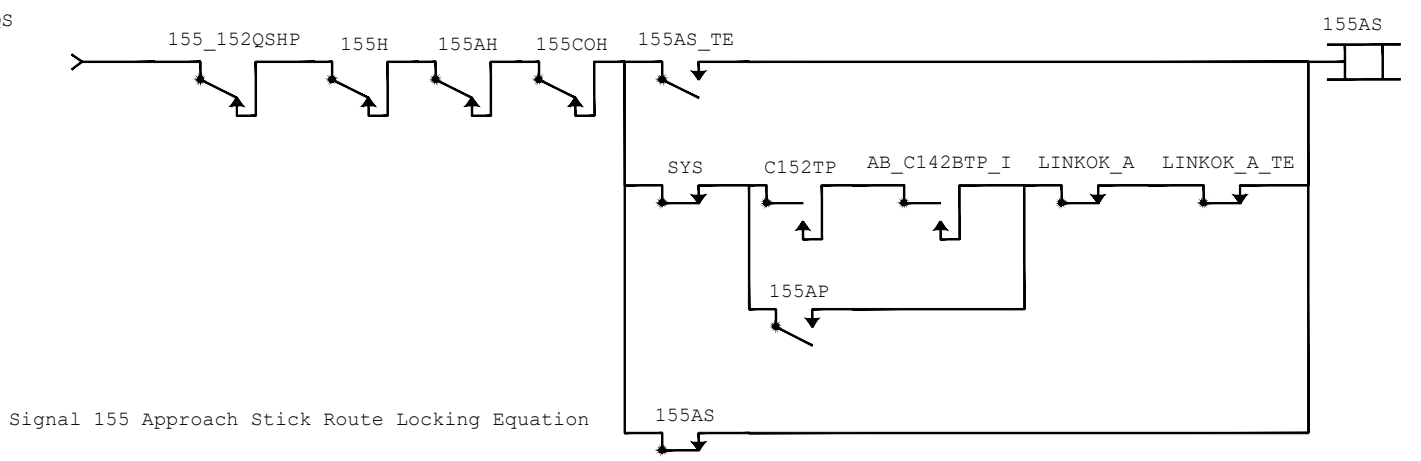 155AS
155_152QSHP 155H 155AH 155COH 155AS_TE
SYS C152TP AB_C142BTP_I LINKOK_A LINKOK_A_TE
155AP
155AS
Signal 155 Approach Stick Route Locking Equation